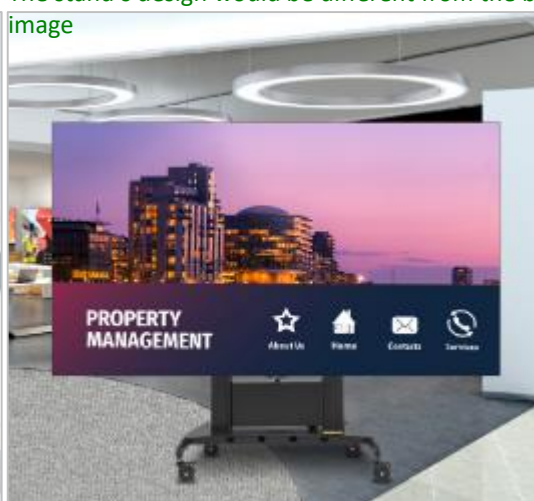 The stand's design would be different from the b
image
PROPERTY
MANAGEMENT
About Us
Home
Contacts
Services